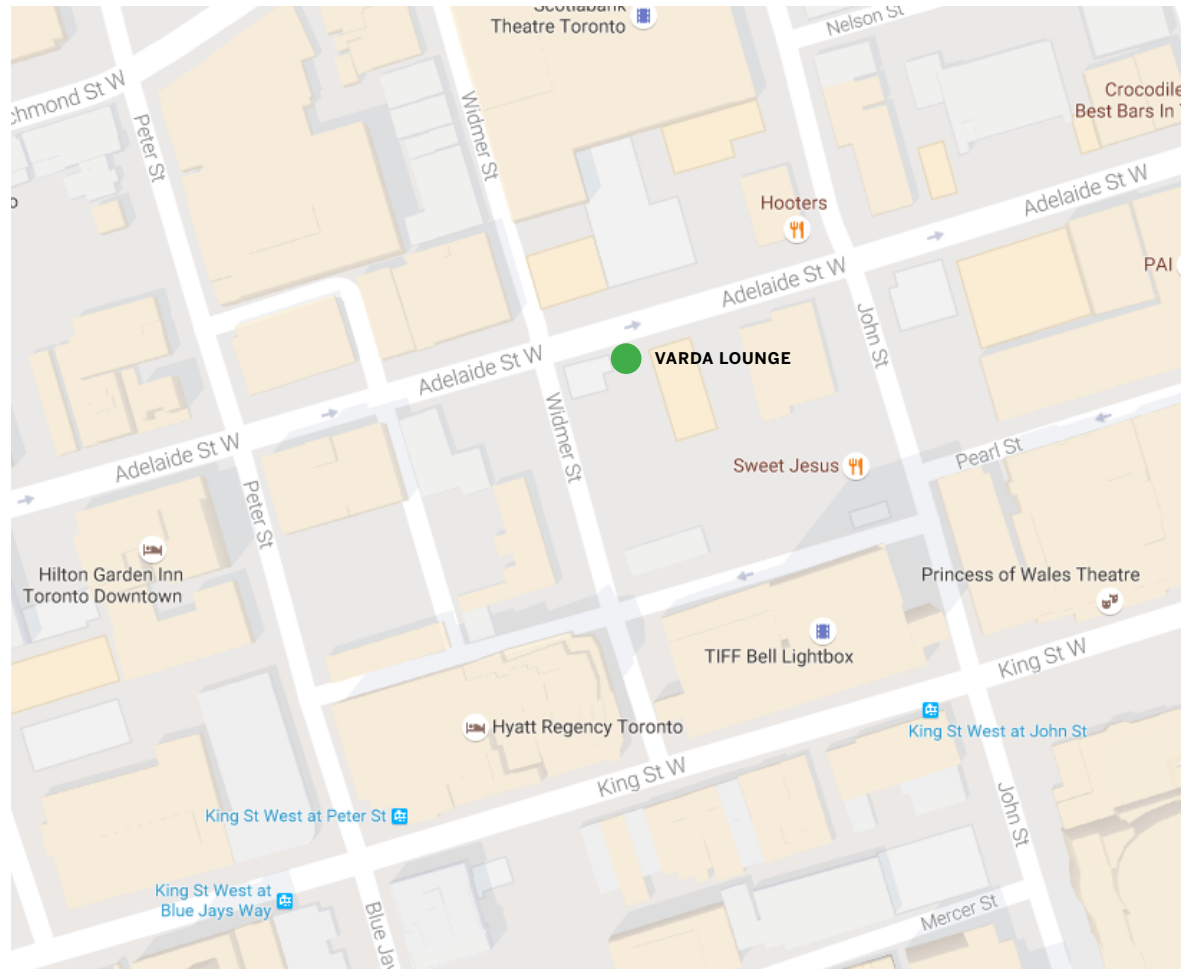 Scotiabank
Theatre Toronto
Nelson St
chmond St W
Crocodile
Best Bars In
Peter St
Widmer St
Adelaide St W
Hooters
PAI
Adelaide St W
John St
Adelaide St W
VARDA LOUNGE
Widmer St
Adelaide St W
Sweet Jesus
Pearl St
Peter St
Hilton Garden Inn
Toronto Downtown
Princess of Wales Theatre
TIFF Bell Lightbox
King St W
Hyatt Regency Toronto
King St West at John St
King St W
John St
King St West at Peter St
King St West at
Blue Jays Way
Blue Jay
Mercer St